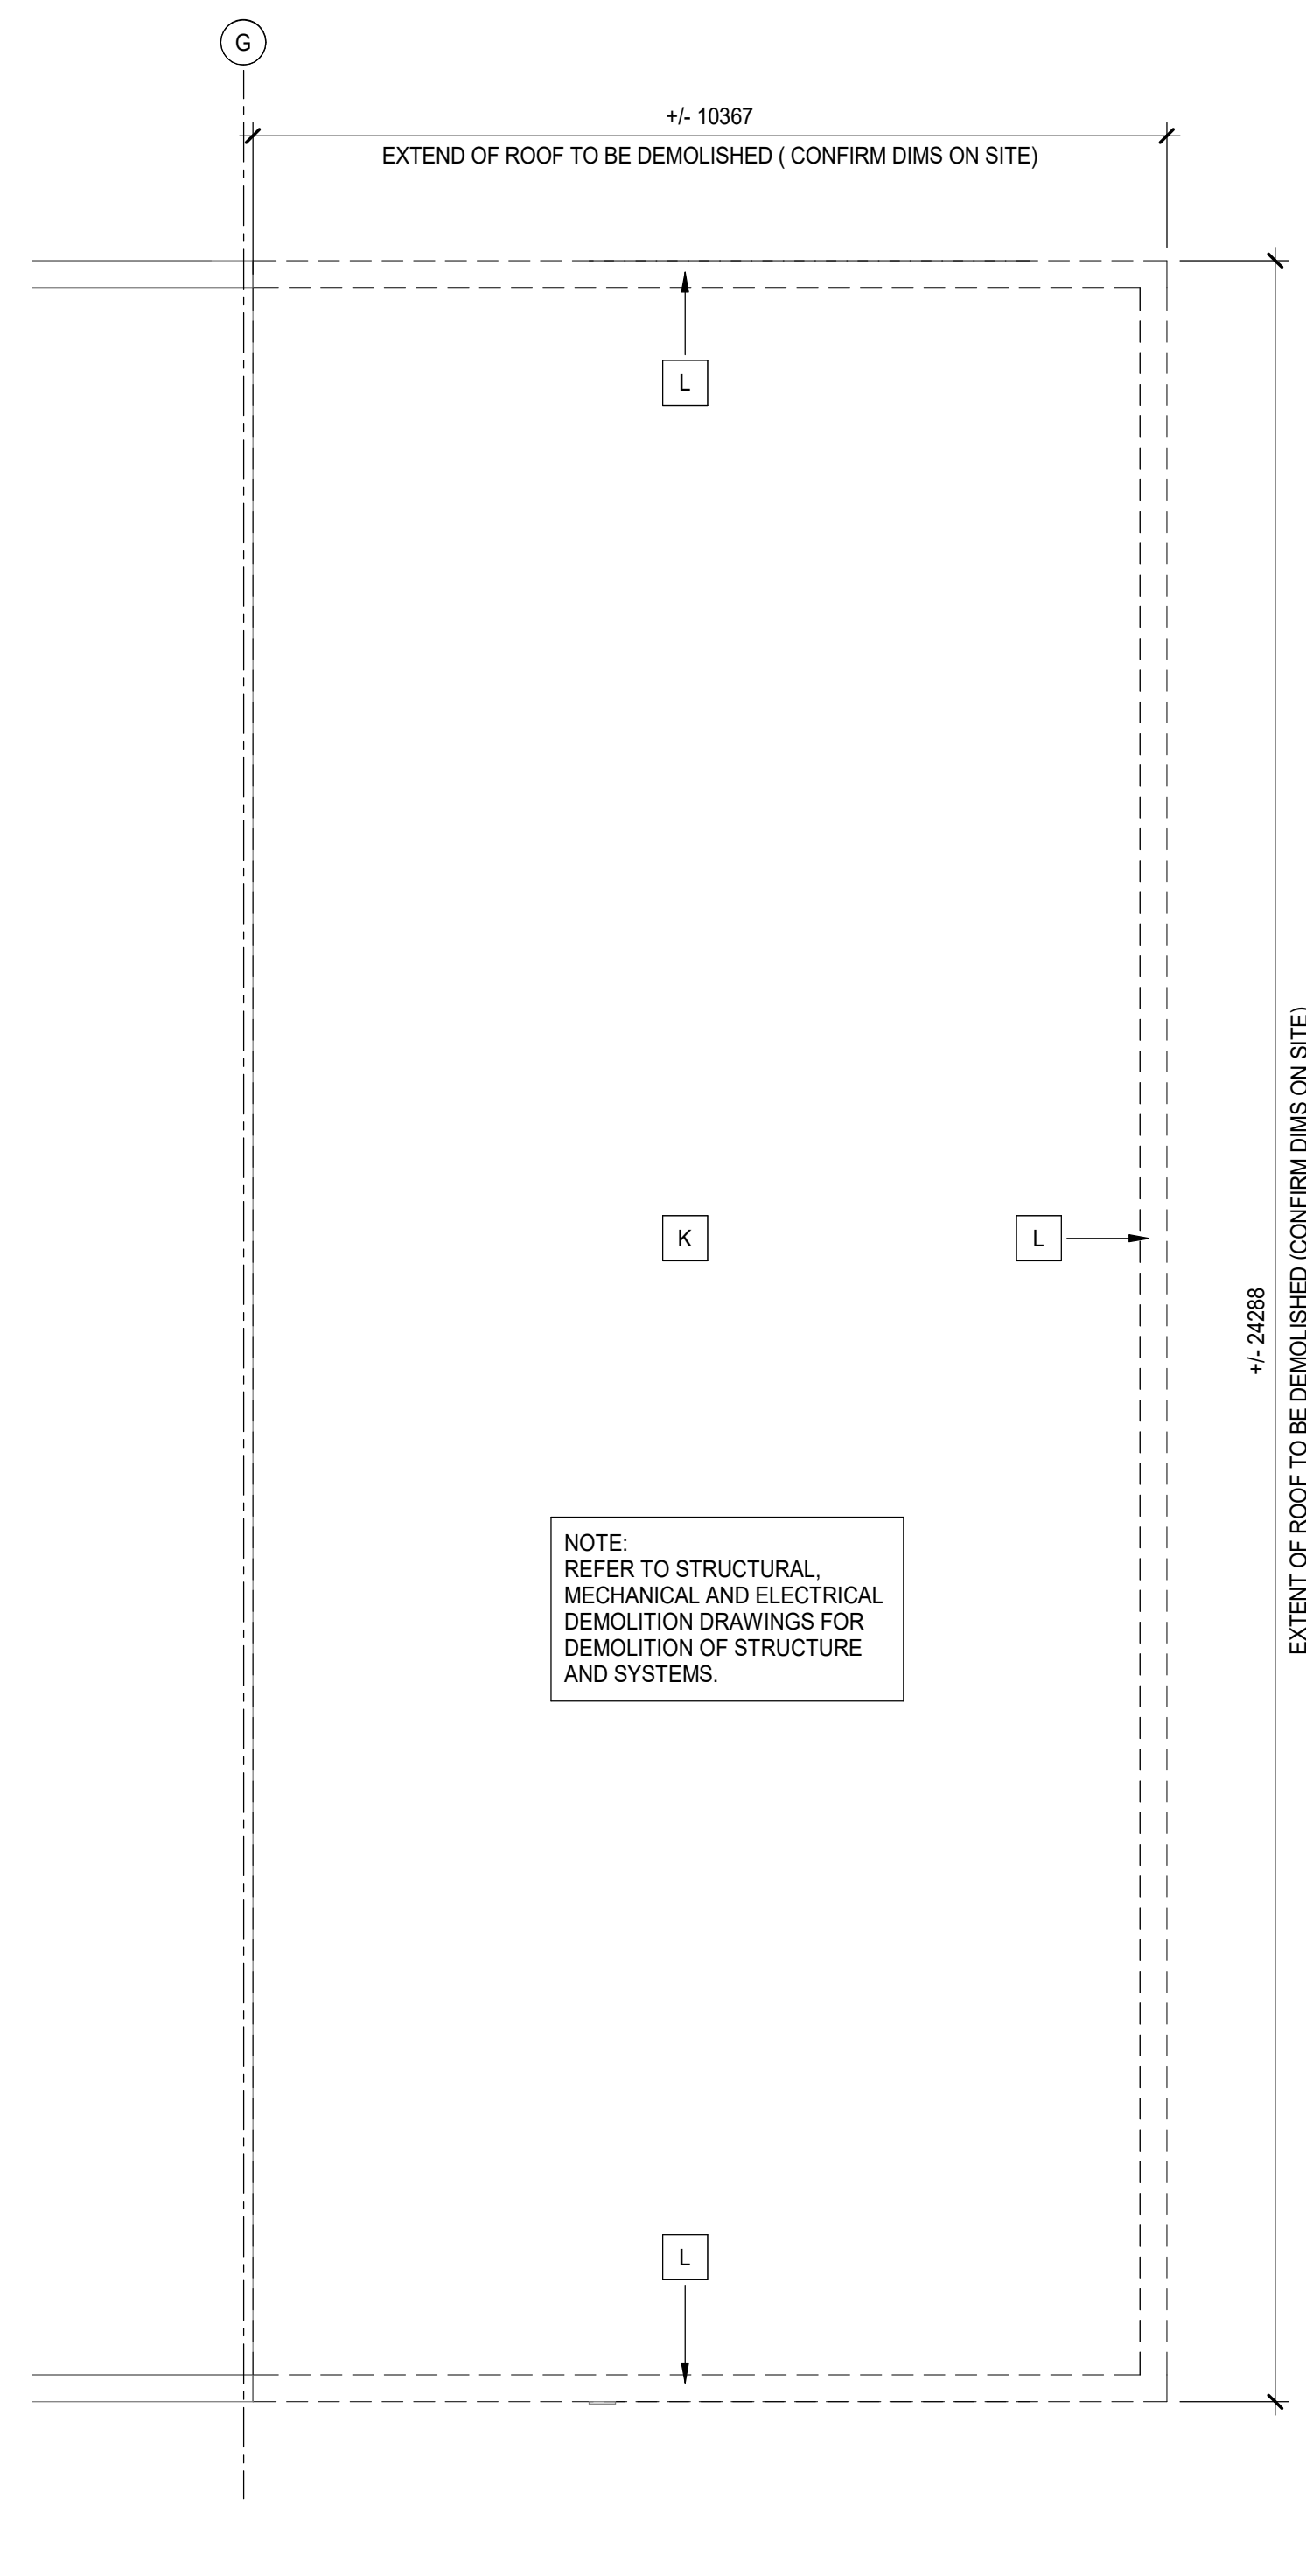 G
+/- 10367
EXTEND OF ROOF TO BE DEMOLISHED ( CONFIRM DIMS ON SITE)
L
K
L
+/- 24288
EXTENT OF ROOF TO BE DEMOLISHED (CONFIRM DIMS ON SITE)
NOTE:
REFER TO STRUCTURAL,
MECHANICAL AND ELECTRICAL
DEMOLITION DRAWINGS FOR
DEMOLITION OF STRUCTURE
AND SYSTEMS.
L